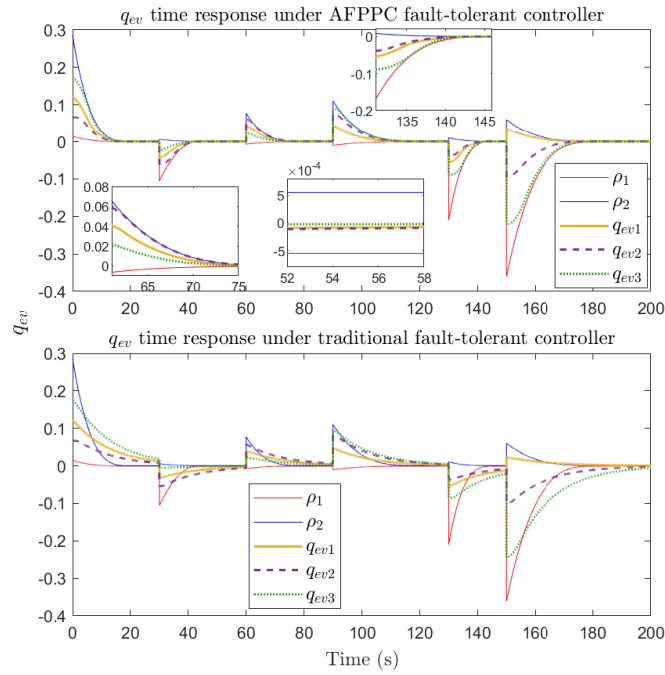 q_ev time response under AFPPC fault-tolerant controller
0.3
0.2
0.1
0
-0.1
-0.2
-0.3
-0.4
0
-0.1
-0.2
135 140 145
0.08
0.06
0.04
0.02
0
65 70 75
×10⁻⁴
5
0
-5
52 54 56 58
ρ₁
ρ₂
q_ev1
q_ev2
q_ev3
0 20 40 60 80 100 120 140 160 180 200
q_ev
q_ev time response under traditional fault-tolerant controller
0.3
0.2
0.1
0
-0.1
-0.2
-0.3
-0.4
ρ₁
ρ₂
q_ev1
q_ev2
q_ev3
0 20 40 60 80 100 120 140 160 180 200
Time (s)